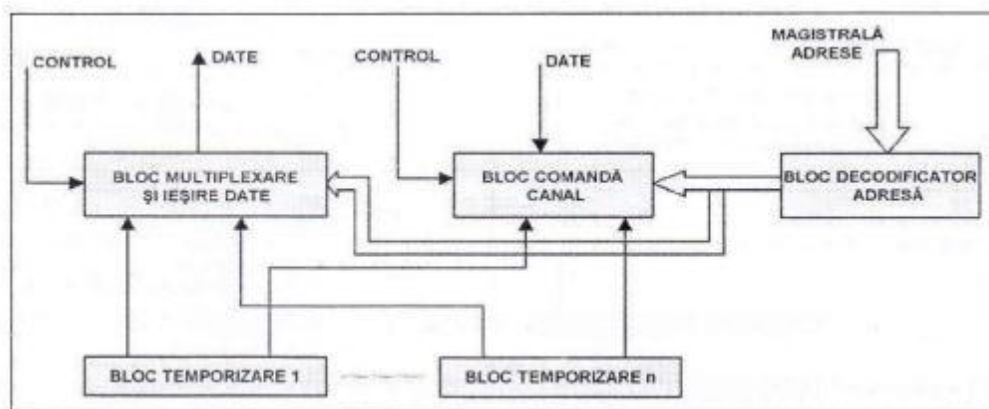 MAGISTRALĂ
ADRESE
CONTROL
DATE
CONTROL
DATE
BLOC MULTIPLEXARE
ŞI IEŞIRE DATE
BLOC COMANDĂ
CANAL
BLOC DECODIFICATOR
ADRESĂ
BLOC TEMPORIZARE 1
BLOC TEMPORIZARE n